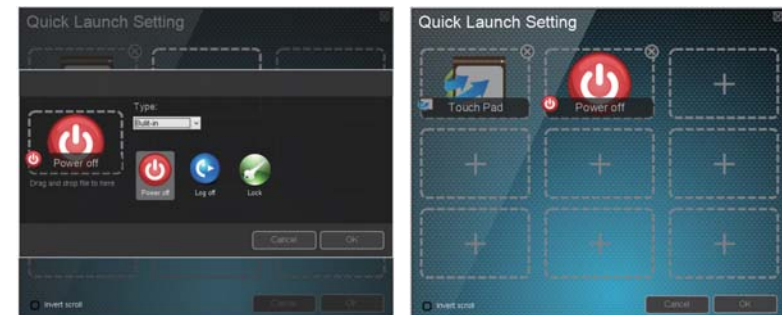 Quick Launch Setting
Type:
Built-in
Power off
Drag and drop file to here
Power off
Log off
Lock
Cancel
OK
Invert scroll
Cancel
OK
Quick Launch Setting
Touch Pad
Power off
Invert scroll
Cancel
OK